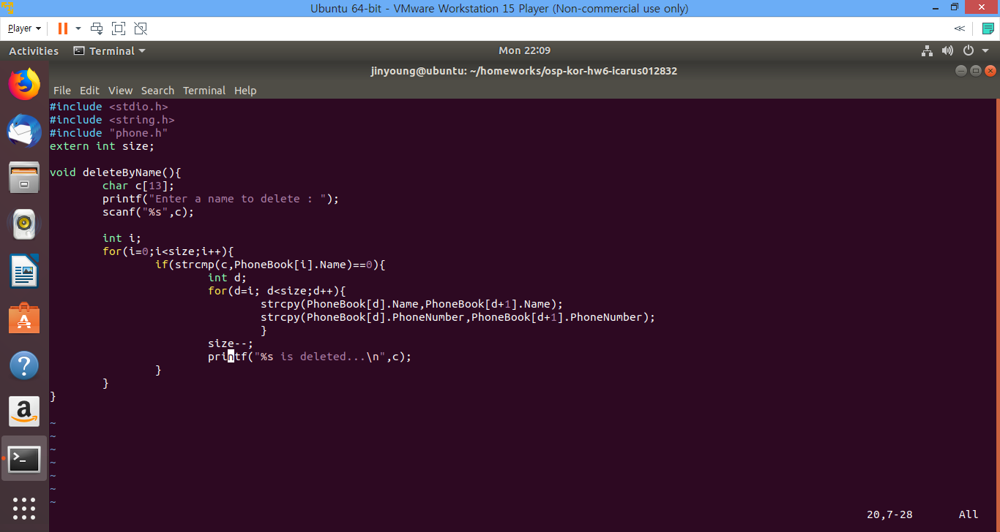 Ubuntu 64-bit - VMware Workstation 15 Player (Non-commercial use only)
Player
Activities Terminal Mon 22:09
jinyoung@ubuntu: ~/homeworks/osp-kor-hw6-icarus012832
File Edit View Search Terminal Help
#include <stdio.h>
#include <string.h>
#include "phone.h"
extern int size;
void deleteByName(){
        char c[13];
        printf("Enter a name to delete : ");
        scanf("%s",c);
        int i;
        for(i=0;i<size;i++){
                if(strcmp(c,PhoneBook[i].Name)==0){
                        int d;
                        for(d=i; d<size;d++){
                                strcpy(PhoneBook[d].Name,PhoneBook[d+1].Name);
                                strcpy(PhoneBook[d].PhoneNumber,PhoneBook[d+1].PhoneNumber);
                                }
                        size--;
                        printf("%s is deleted...\n",c);
                }
        }
}
~
~
~
~
~
~
~
20,7-28 All